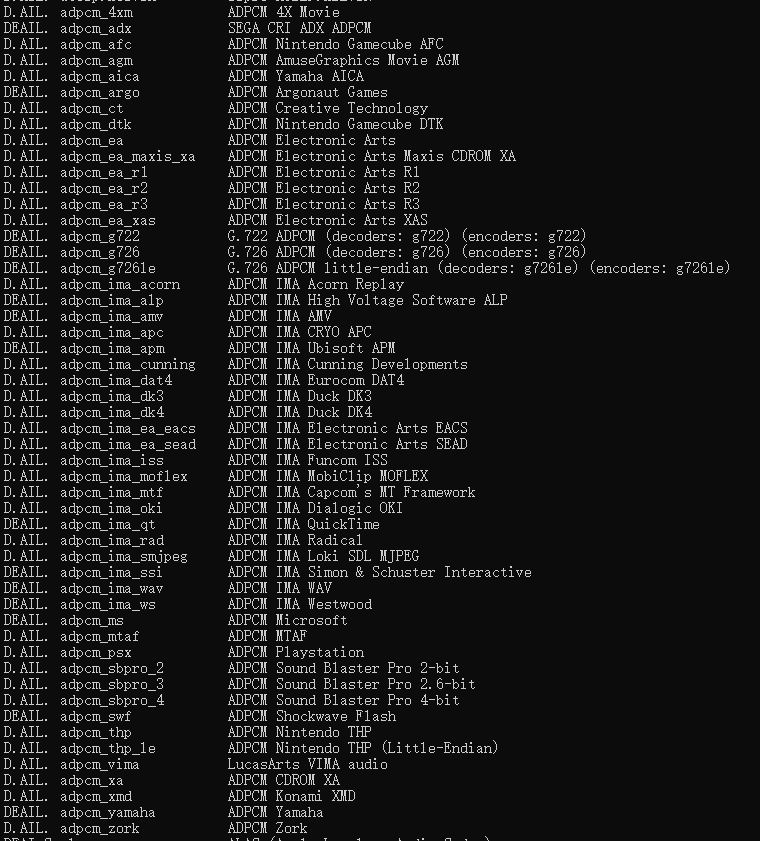 D.AIL. adpcm_4xm ADPCM 4X Movie
DEAIL. adpcm_adx SEGA CRI ADX ADPCM
D.AIL. adpcm_afc ADPCM Nintendo Gamecube AFC
D.AIL. adpcm_agm ADPCM AmuseGraphics Movie AGM
D.AIL. adpcm_aica ADPCM Yamaha AICA
DEAIL. adpcm_argo ADPCM Argonaut Games
D.AIL. adpcm_ct ADPCM Creative Technology
D.AIL. adpcm_dtk ADPCM Nintendo Gamecube DTK
D.AIL. adpcm_ea ADPCM Electronic Arts
D.AIL. adpcm_ea_maxis_xa ADPCM Electronic Arts Maxis CDROM XA
D.AIL. adpcm_ea_r1 ADPCM Electronic Arts R1
D.AIL. adpcm_ea_r2 ADPCM Electronic Arts R2
D.AIL. adpcm_ea_r3 ADPCM Electronic Arts R3
D.AIL. adpcm_ea_xas ADPCM Electronic Arts XAS
DEAIL. adpcm_g722 G.722 ADPCM (decoders: g722) (encoders: g722)
DEAIL. adpcm_g726 G.726 ADPCM (decoders: g726) (encoders: g726)
DEAIL. adpcm_g726le G.726 ADPCM little-endian (decoders: g726le) (encoders: g726le)
D.AIL. adpcm_ima_acorn ADPCM IMA Acorn Replay
DEAIL. adpcm_ima_alp ADPCM IMA High Voltage Software ALP
DEAIL. adpcm_ima_amv ADPCM IMA AMV
D.AIL. adpcm_ima_apc ADPCM IMA CRYO APC
DEAIL. adpcm_ima_apm ADPCM IMA Ubisoft APM
D.AIL. adpcm_ima_cunning ADPCM IMA Cunning Developments
D.AIL. adpcm_ima_dat4 ADPCM IMA Eurocom DAT4
D.AIL. adpcm_ima_dk3 ADPCM IMA Duck DK3
D.AIL. adpcm_ima_dk4 ADPCM IMA Duck DK4
D.AIL. adpcm_ima_ea_eacs ADPCM IMA Electronic Arts EACS
D.AIL. adpcm_ima_ea_sead ADPCM IMA Electronic Arts SEAD
D.AIL. adpcm_ima_iss ADPCM IMA Funcom ISS
D.AIL. adpcm_ima_moflex ADPCM IMA MobiClip MOFLEX
D.AIL. adpcm_ima_mtf ADPCM IMA Capcom's MT Framework
D.AIL. adpcm_ima_oki ADPCM IMA Dialogic OKI
DEAIL. adpcm_ima_qt ADPCM IMA QuickTime
D.AIL. adpcm_ima_rad ADPCM IMA Radical
D.AIL. adpcm_ima_smjpeg ADPCM IMA Loki SDL MJPEG
DEAIL. adpcm_ima_ssi ADPCM IMA Simon & Schuster Interactive
DEAIL. adpcm_ima_wav ADPCM IMA WAV
DEAIL. adpcm_ima_ws ADPCM IMA Westwood
DEAIL. adpcm_ms ADPCM Microsoft
D.AIL. adpcm_mtaf ADPCM MTAF
D.AIL. adpcm_psx ADPCM Playstation
D.AIL. adpcm_sbpro_2 ADPCM Sound Blaster Pro 2-bit
D.AIL. adpcm_sbpro_3 ADPCM Sound Blaster Pro 2.6-bit
D.AIL. adpcm_sbpro_4 ADPCM Sound Blaster Pro 4-bit
DEAIL. adpcm_swf ADPCM Shockwave Flash
D.AIL. adpcm_thp ADPCM Nintendo THP
D.AIL. adpcm_thp_le ADPCM Nintendo THP (Little-Endian)
D.AIL. adpcm_vima LucasArts VIMA audio
D.AIL. adpcm_xa ADPCM CDROM XA
D.AIL. adpcm_xmd ADPCM Konami XMD
DEAIL. adpcm_yamaha ADPCM Yamaha
D.AIL. adpcm_zork ADPCM Zork